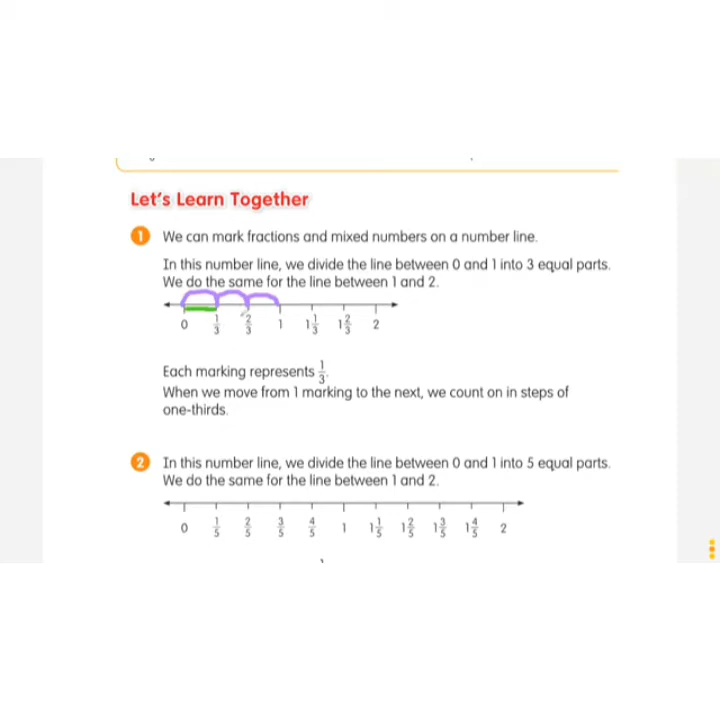 Let's Learn Together
1 We can mark fractions and mixed numbers on a number line.
In this number line, we divide the line between 0 and 1 into 3 equal parts.
We do the same for the line between 1 and 2.
0 1/3 2/3 1 1 1/3 1 2/3 2
Each marking represents 1/3.
When we move from 1 marking to the next, we count on in steps of
one-thirds.
2 In this number line, we divide the line between 0 and 1 into 5 equal parts.
We do the same for the line between 1 and 2.
0 1/5 2/5 3/5 4/5 1 1 1/5 1 2/5 1 3/5 1 4/5 2